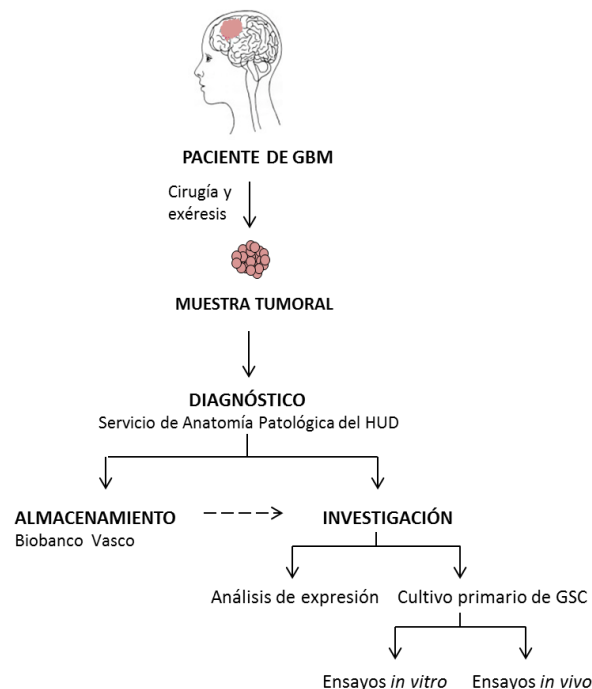 PACIENTE DE GBM
Cirugía y
exéresis
MUESTRA TUMORAL
DIAGNÓSTICO
Servicio de Anatomía Patológica del HUD
ALMACENAMIENTO
Biobanco Vasco
INVESTIGACIÓN
Análisis de expresión
Cultivo primario de GSC
Ensayos in vitro
Ensayos in vivo